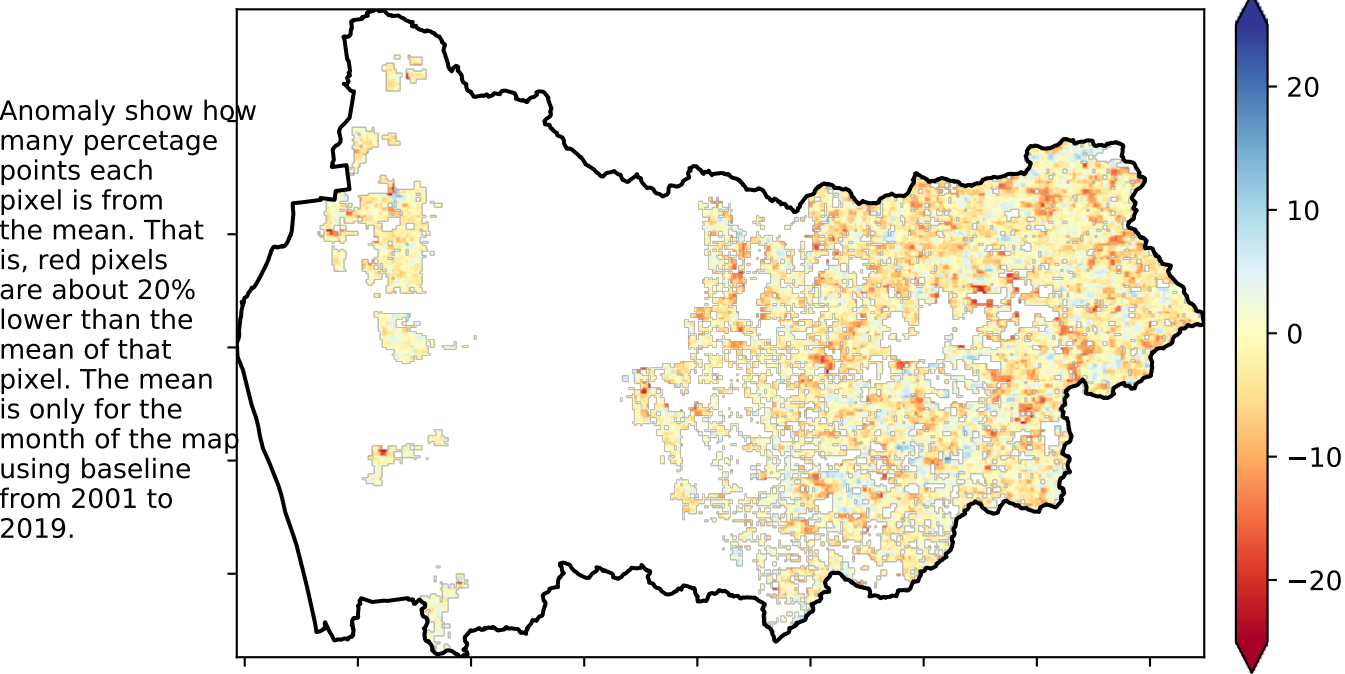 Anomaly show how
many percetage
points each
pixel is from
the mean. That
is, red pixels
are about 20%
lower than the
mean of that
pixel. The mean
is only for the
month of the map
using baseline
from 2001 to
2019.
20
10
0
−10
−20